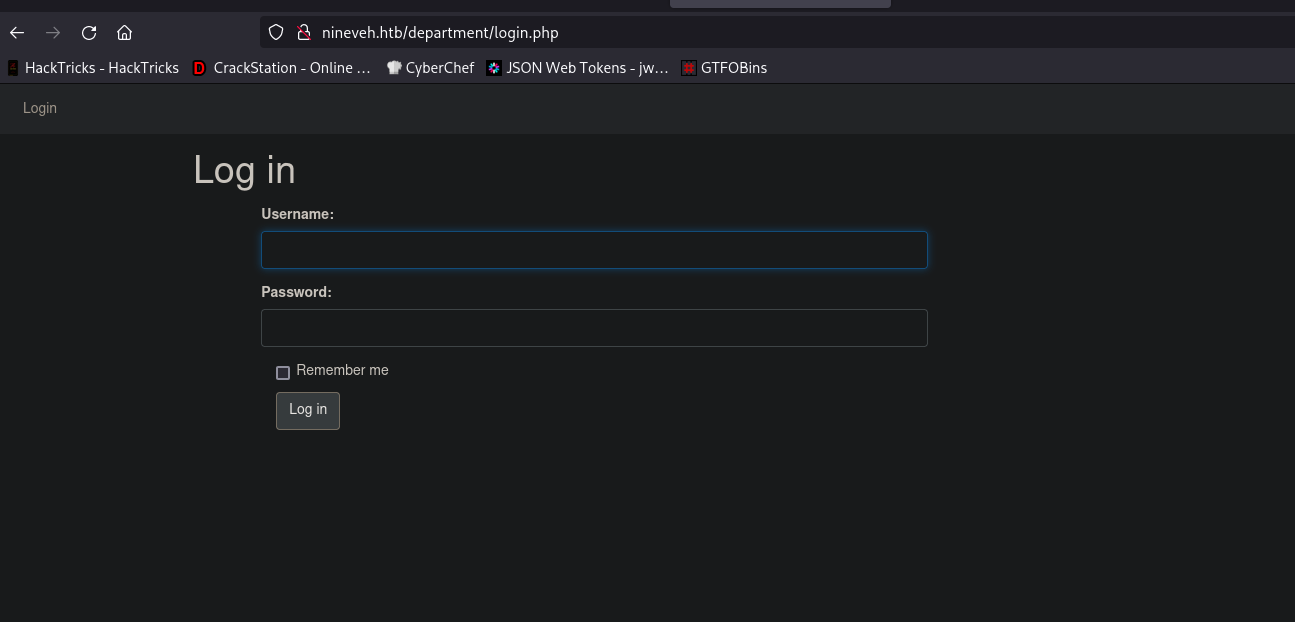 nineveh.htb/department/login.php
HackTricks - HackTricks CrackStation - Online ... CyberChef JSON Web Tokens - jw... GTFOBins
Login
Log in
Username:
Password:
Remember me
Log in